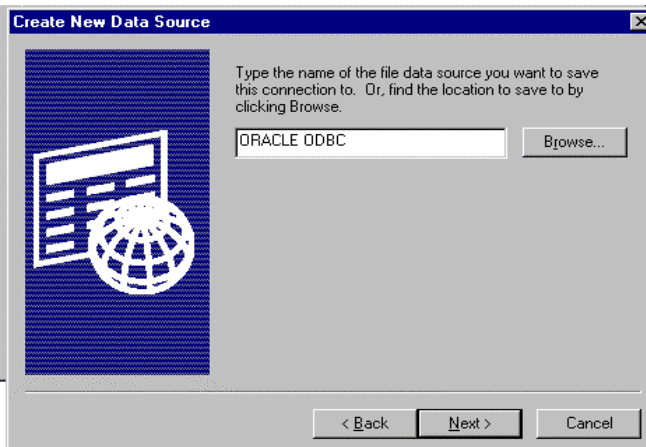 Create New Data Source
Type the name of the file data source you want to save
this connection to. Or, find the location to save to by
clicking Browse.
ORACLE ODBC
Browse...
< Back
Next >
Cancel